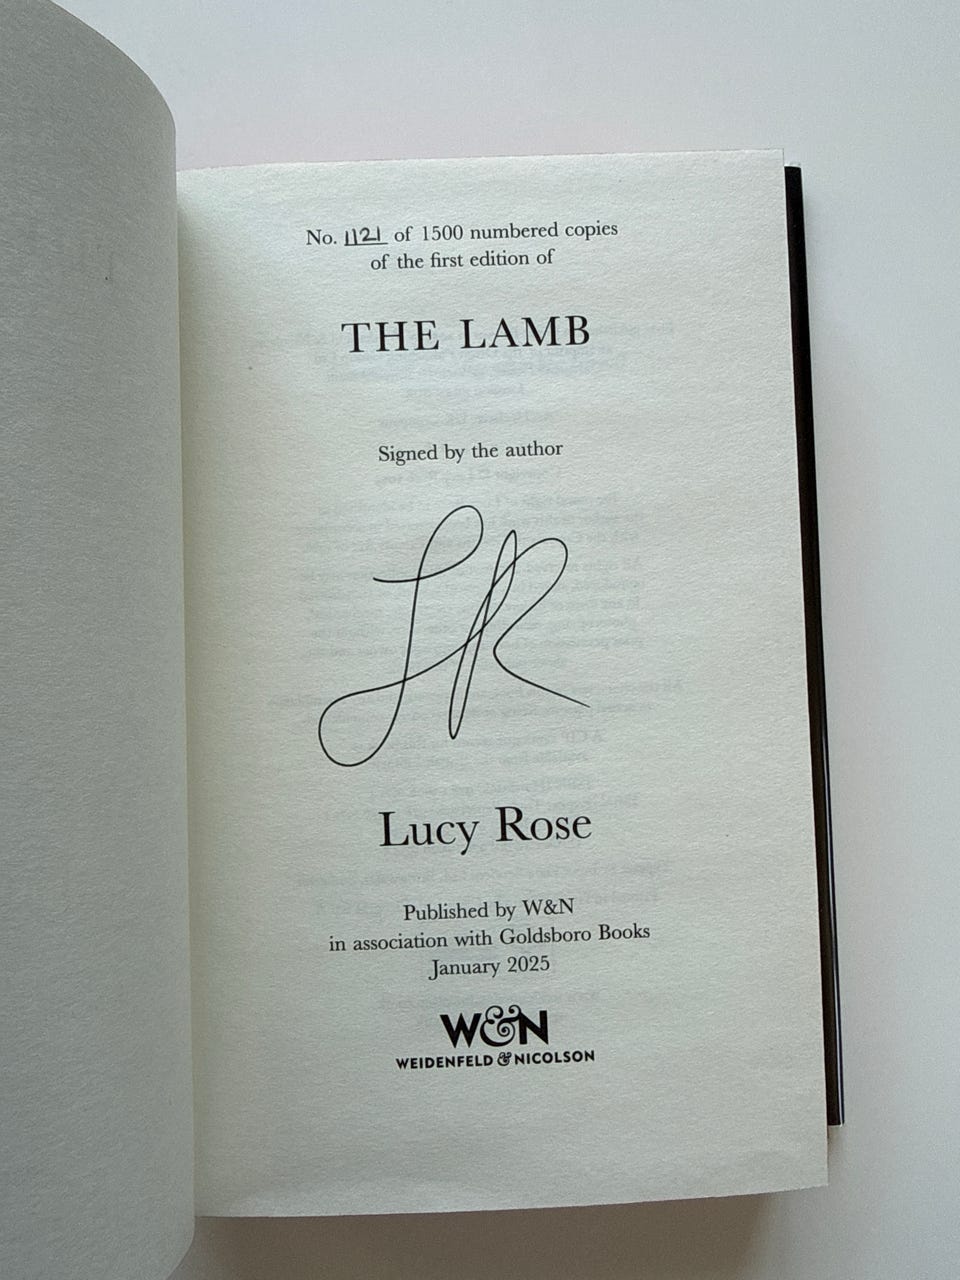 No. 1121 of 1500 numbered copies
of the first edition of
THE LAMB
Signed by the author
LR
Lucy Rose
Published by W&N
in association with Goldsboro Books
January 2025
W&N
WEIDENFELD & NICOLSON